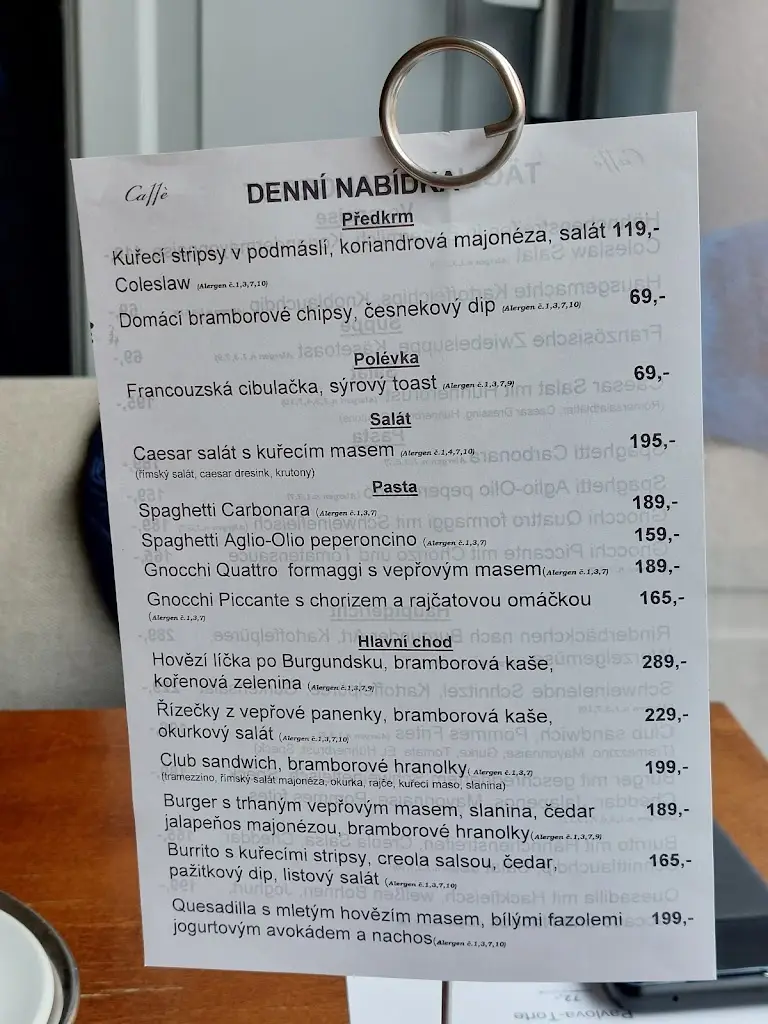 Caffè
DENNÍ NABÍDKA
Předkrm
Kuřecí stripsy v podmáslí, koriandrová majonéza, salát 119,-
Coleslaw (Alergen č.1,3,7,10)
Domácí bramborové chipsy, česnekový dip (Alergen č.1,3,7,10) 69,-
Polévka
Francouzská cibulačka, sýrový toast (Alergen č.1,3,7,9) 69,-
Salát
Caesar salát s kuřecím masem (Alergen č.1,4,7,10) 195,-
(římský salát, caesar dresink, krutony)
Pasta
Spaghetti Carbonara (Alergen č.1,3,7) 189,-
Spaghetti Aglio-Olio peperoncino (Alergen č.1,3,7) 159,-
Gnocchi Quattro formaggi s vepřovým masem(Alergen č.1,3,7) 189,-
Gnocchi Piccante s chorizem a rajčatovou omáčkou 165,-
(Alergen č.1,3,7)
Hlavní chod
Hovězí líčka po Burgundsku, bramborová kaše, 289,-
kořenová zelenina (Alergen č.1,3,7,9)
Řízečky z vepřové panenky, bramborová kaše, 229,-
okurkový salát (Alergen č.1,3,7,10)
Club sandwich, bramborové hranolky( Alergen č.1,3,7) 199,-
(tramezzino, římský salát majonéza, okurka, rajče, kuřecí maso, slanina)
Burger s trhaným vepřovým masem, slanina, čedar 189,-
jalapeňos majonézou, bramborové hranolky(Alergen č.1,3,7,9)
Burrito s kuřecími stripsy, creola salsou, čedar, 165,-
pažitkový dip, listový salát (Alergen č.1,3,7,10)
Quesadilla s mletým hovězím masem, bílými fazolemi 199,-
jogurtovým avokádem a nachos(Alergen č.1,3,7,10)
Pavlova-Torte